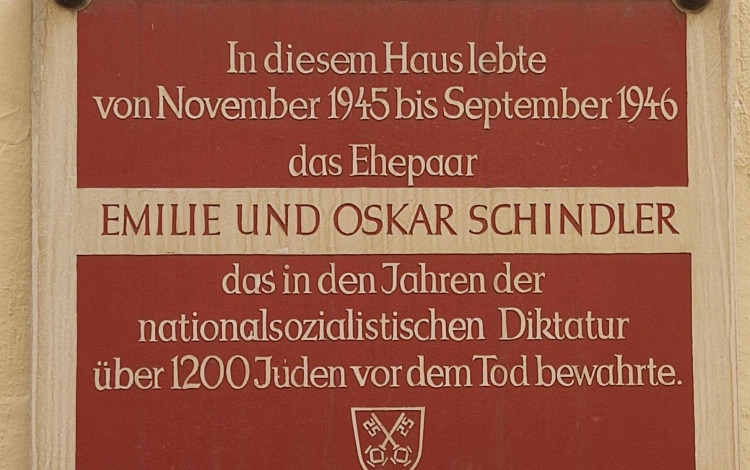 In diesem Haus lebte
von November 1945 bis September 1946
das Ehepaar
EMILIE UND OSKAR SCHINDLER
das in den Jahren der
nationalsozialistischen Diktatur
über 1200 Juden vor dem Tod bewahrte.